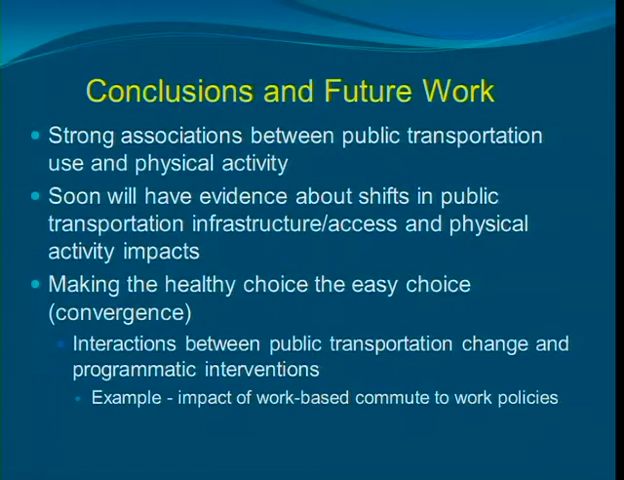 Conclusions and Future Work
Strong associations between public transportation
use and physical activity
Soon will have evidence about shifts in public
transportation infrastructure/access and physical
activity impacts
Making the healthy choice the easy choice
(convergence)
Interactions between public transportation change and
programmatic interventions
Example - impact of work-based commute to work policies